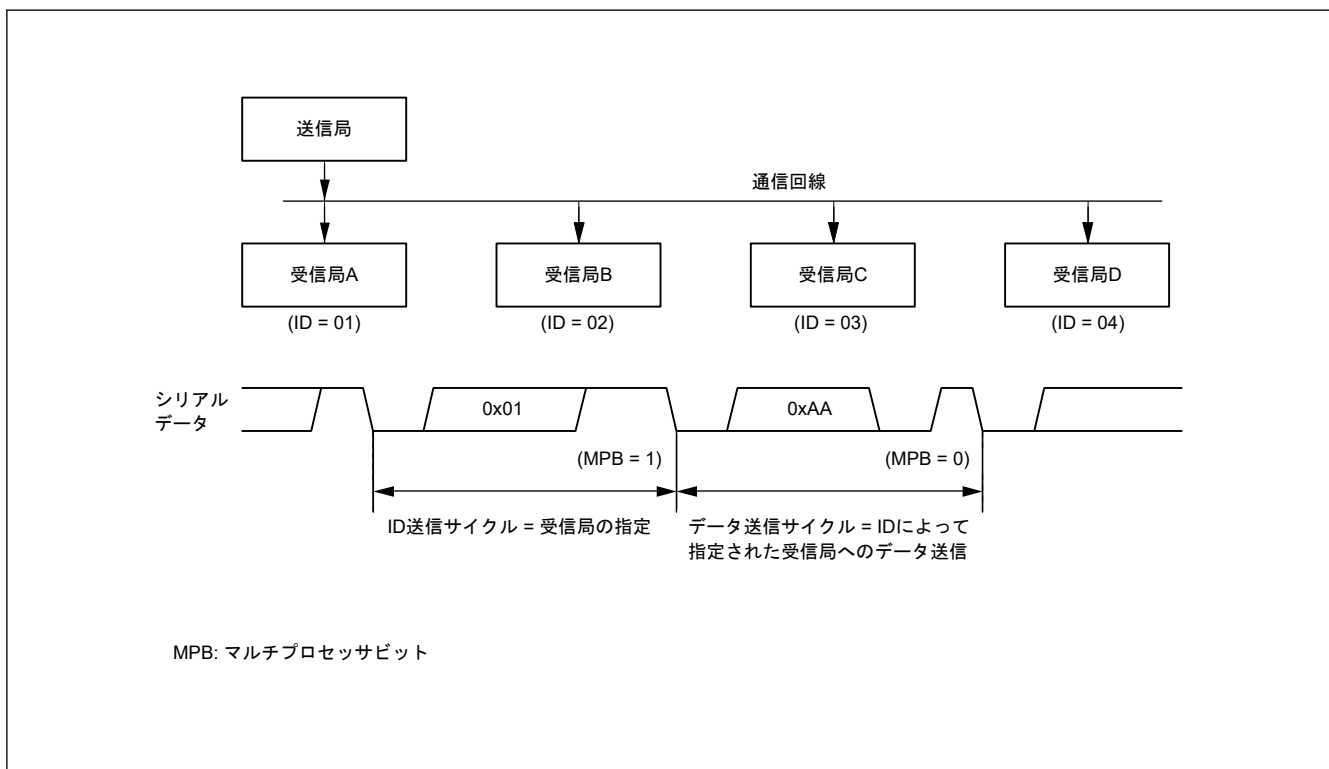 送信局
通信回線
受信局A
受信局B
受信局C
受信局D
(ID = 01)
(ID = 02)
(ID = 03)
(ID = 04)
シリアル
データ
0x01
0xAA
(MPB = 1)
(MPB = 0)
ID送信サイクル = 受信局の指定
データ送信サイクル = IDによって
指定された受信局へのデータ送信
MPB: マルチプロセッサビット